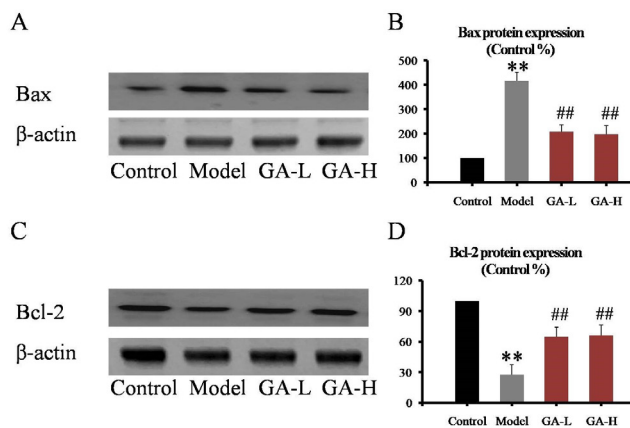 A
Bax
β-actin
Control Model GA-L GA-H
B
Bax protein expression
(Control %)
500
400
300
200
100
0
**
##
##
Control Model GA-L GA-H
C
Bcl-2
β-actin
Control Model GA-L GA-H
D
Bcl-2 protein expression
(Control %)
120
90
60
30
0
**
##
##
Control Model GA-L GA-H